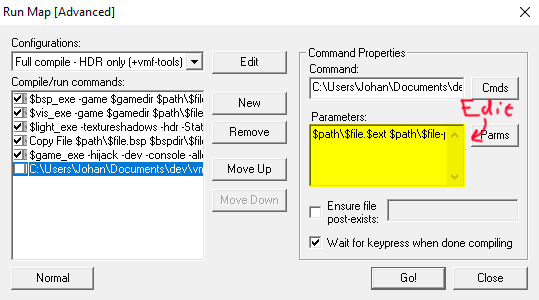 Run Map [Advanced]
Configurations:
Full compile - HDR only (+vmf-tools)
Edit
Compile/run commands:
$bsp_exe -game $gamedir $path\$file
$vis_exe -game $gamedir $path\$file
$light_exe -textureshadows -hdr -Stat
Copy File $path\$file.bsp $bspdir\$file
$game_exe -hijack -dev -console -allo
C:\Users\Johan\Documents\dev\vm
New
Remove
Move Up
Move Down
Normal
Command Properties
Command:
C:\Users\Johan\Documents\de
Cmds
Edit
Parameters:
$path\$file.$ext $path\$file-p
Parms
Ensure file
post-exists:
Wait for keypress when done compiling
Go!
Close